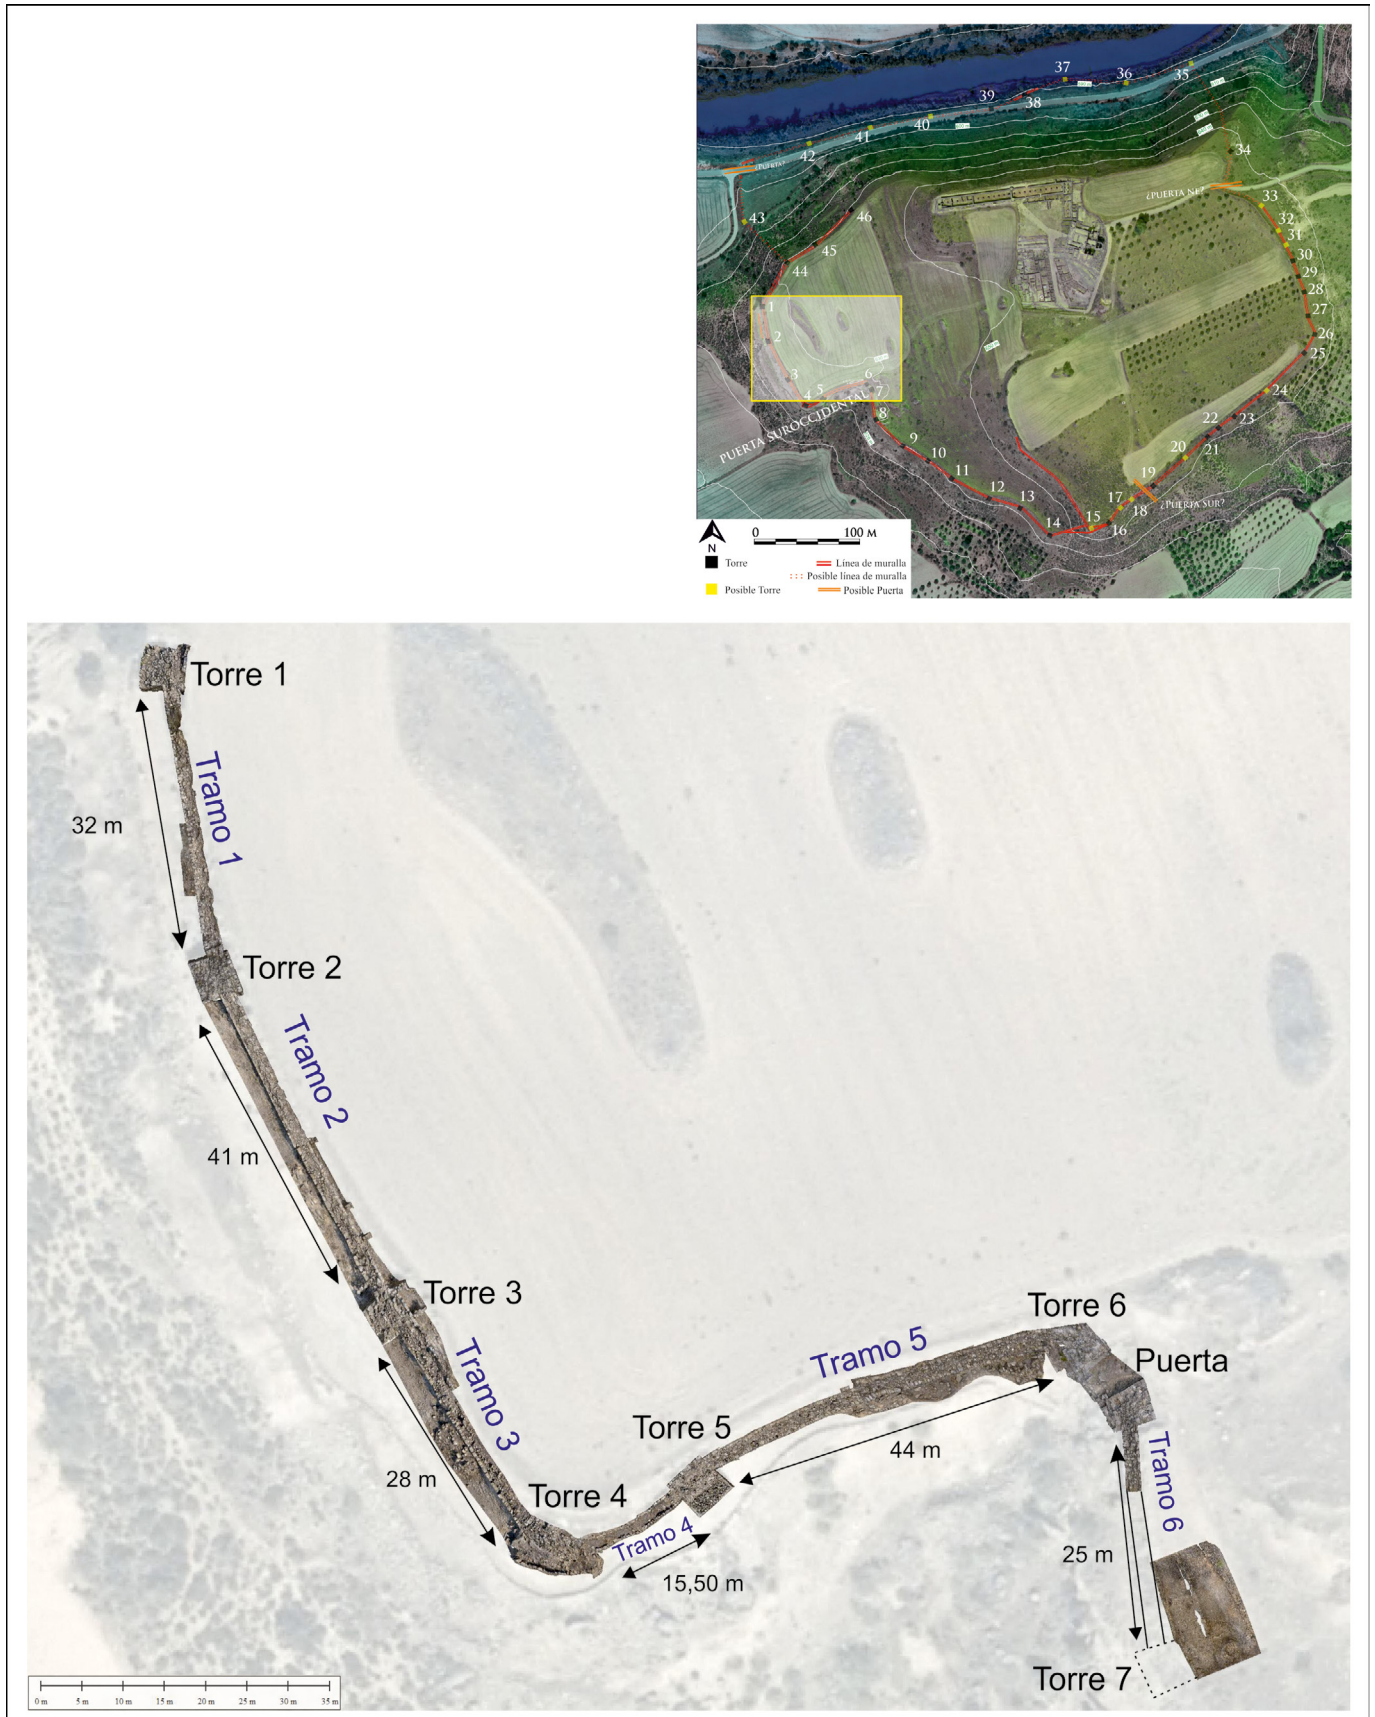 37
36
35
39
38
40
41
42
¿PUERTA?
34
¿PUERTA NE?
33
43
46
32
31
45
30
44
29
28
1
27
2
26
25
3
6
5
4
7
24
8
PUERTA SUROCCIDENTAL
22
23
9
21
10
20
11
19
12
17
13
18
¿PUERTA SUR?
14
15
16
N
0 100 M
Torre
Línea de muralla
Posible línea de muralla
Posible Torre
Posible Puerta
Torre 1
Tramo 1
32 m
Torre 2
Tramo 2
41 m
Torre 3
Tramo 3
28 m
Torre 4
Tramo 4
15,50 m
Torre 5
Tramo 5
44 m
Torre 6
Puerta
Tramo 6
25 m
Torre 7
0 m 5 m 10 m 15 m 20 m 25 m 30 m 35 m